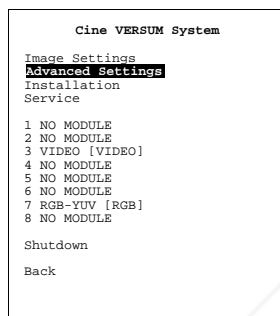 Cine VERSUM System
Image Settings
Advanced Settings
Installation
Service
1 NO MODULE
2 NO MODULE
3 VIDEO [VIDEO]
4 NO MODULE
5 NO MODULE
6 NO MODULE
7 RGB-YUV [RGB]
8 NO MODULE
Shutdown
Back